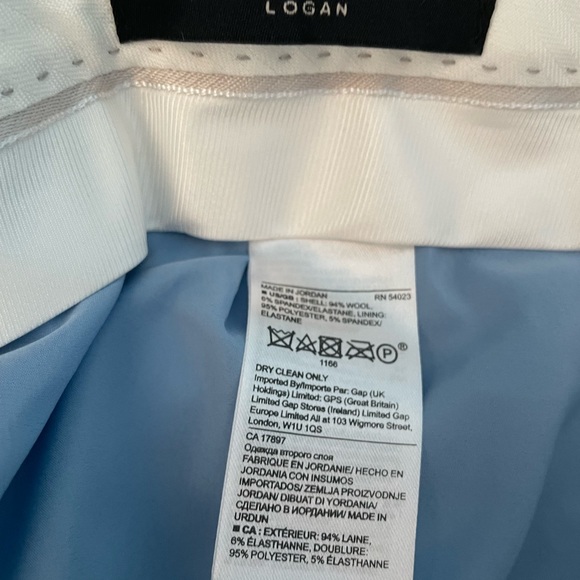 LOGAN
MADE IN JORDAN RN 54023
■ US/GB : SHELL: 94% WOOL,
6% SPANDEX/ELASTANE, LINING:
95% POLYESTER, 5% SPANDEX/
ELASTANE
P®
1166
DRY CLEAN ONLY
Imported By/Importe Par: Gap (UK
Holdings) Limited: GPS (Great Britain)
Limited Gap Stores (Ireland) Limited Gap
Europe Limited All at 103 Wigmore Street,
London, W1U 1QS
CA 17897
Одежда второго слоя
FABRIQUE EN JORDANIE/ HECHO EN
JORDANIA CON INSUMOS
IMPORTADOS/ ZEMLJA PROIZVODNJE
JORDAN/ DIBUAT DI YORDANIA/
СДЕЛАНО В ИОРДАНИИ/ MADE IN
URDUN
■ CA : EXTÉRIEUR: 94% LAINE,
6% ÉLASTHANNE, DOUBLURE:
95% POLYESTER, 5% ÉLASTHANNE